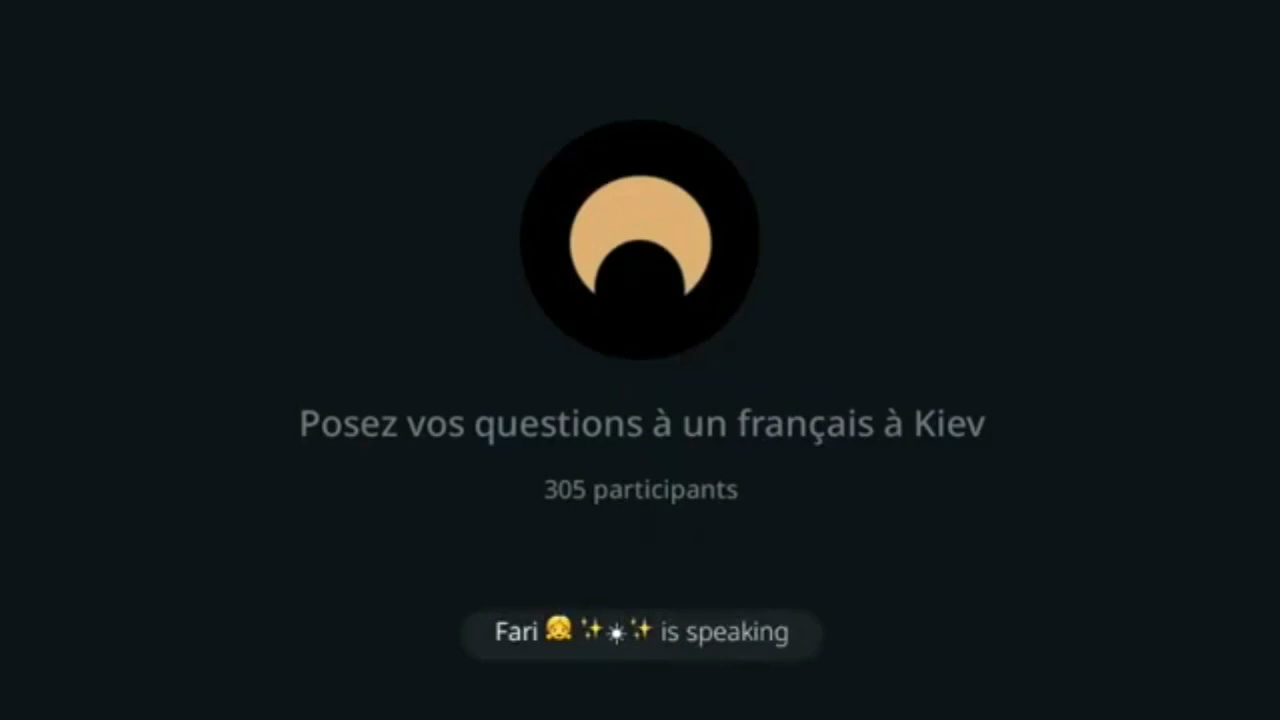 Posez vos questions à un français à Kiev
305 participants
Fari 👧 ✨☀✨ is speaking